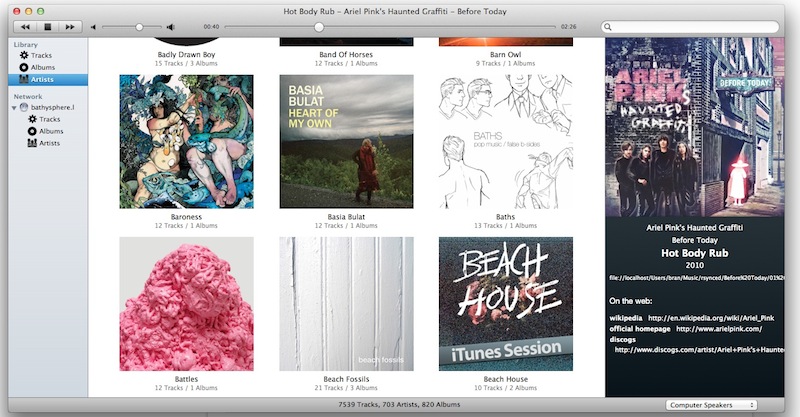 Hot Body Rub – Ariel Pink's Haunted Graffiti – Before Today
00:40
02:26
Library
Tracks
Albums
Artists
Network
bathysphere.l
Tracks
Albums
Artists
Badly Drawn Boy
15 Tracks / 3 Albums
Band Of Horses
12 Tracks / 1 Albums
Barn Owl
9 Tracks / 1 Albums
BASIA
BULAT
HEART OF
MY OWN
BATHS
pop music / false b-sides
Baroness
12 Tracks / 1 Albums
Basia Bulat
12 Tracks / 1 Albums
Baths
13 Tracks / 1 Albums
beach fossils
BEACH
HOUSE
iTunes Session
Battles
12 Tracks / 1 Albums
Beach Fossils
21 Tracks / 3 Albums
Beach House
10 Tracks / 2 Albums
ARIEL
PINK'S
HAUNTED
GRAFFITI
BEFORE TODAY
Ariel Pink's Haunted Graffiti
Before Today
Hot Body Rub
2010
file://localhost/Users/bran/Music/rsynced/Before%20Today/01%2
On the web:
wikipedia http://en.wikipedia.org/wiki/Ariel_Pink
official homepage http://www.arielpink.com/
discogs
http://www.discogs.com/artist/Ariel+Pink's+Haunte
7539 Tracks, 703 Artists, 820 Albums
Computer Speakers